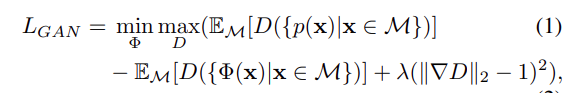 L_{GAN} = \min_{\Phi} \max_{D} (\mathbb{E}_{\mathcal{M}}[D(\{p(\mathbf{x})|\mathbf{x} \in \mathcal{M}\})] (1)
- \mathbb{E}_{\mathcal{M}}[D(\{\Phi(\mathbf{x})|\mathbf{x} \in \mathcal{M}\})] + \lambda(\|\nabla D\|_2 - 1)^2),